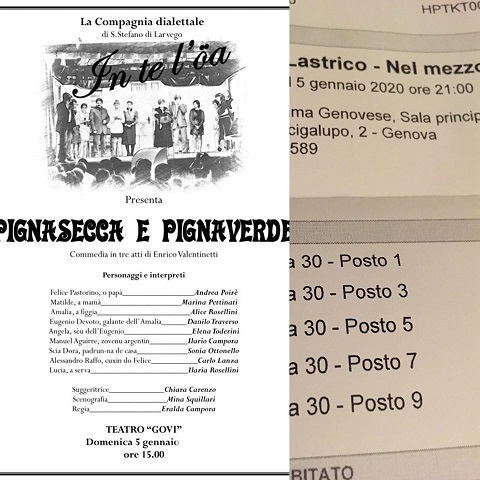 La Compagnia dialettale
di S.Stefano di Larvego
In te l'öa
Presenta
PIGNASECCA E PIGNAVERDE
Commedia in tre atti di Enrico Valentinetti
Personaggi e interpreti
Felice Pastorino, o papà Andrea Poirè
Matilde, a mamà Marina Pettinati
Amalia, a figgia Alice Rosellini
Eugenio Devoto, galante dell'Amalia Danilo Traverso
Angela, sèu dell'Eugenio Elena Toderini
Manuel Aguirre, zovenu argentin Ilario Campora
Scia Dora, padrun-na de casa Sonia Ottonello
Alessandro Raffo, cuxin do Felice Carlo Lanza
Lucia, a serva Ilaria Rosellini
Suggeritrice Chiara Carenzo
Scenografia Mina Squillari
Regia Eralda Campora
TEATRO “GOVI”
Domenica 5 gennaio
ore 15.00
HPTKT00
Lastrico - Nel mezzo
5 gennaio 2020 ore 21:00
ma Genovese, Sala princip
cigalupo, 2 - Genova
589
a 30 - Posto 1
a 30 - Posto 3
a 30 - Posto 5
a 30 - Posto 7
a 30 - Posto 9
BITATO